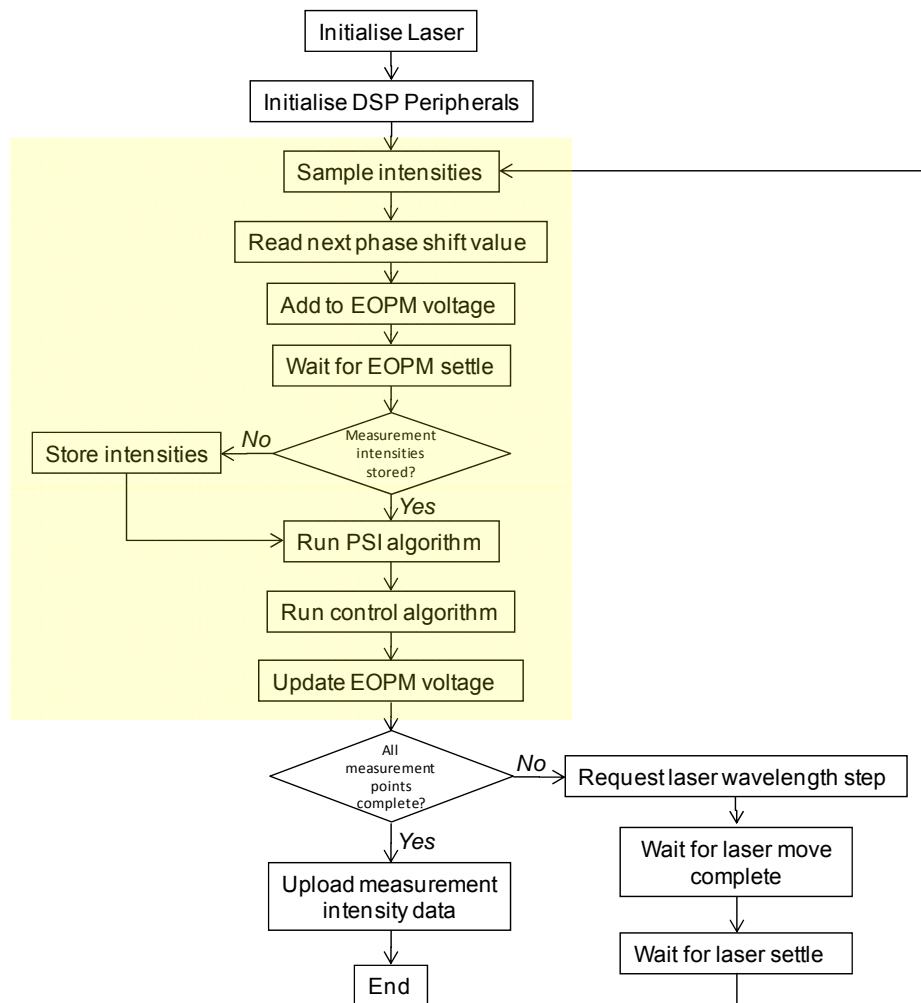 Initialise Laser
Initialise DSP Peripherals
Sample intensities
Read next phase shift value
Add to EOPM voltage
Wait for EOPM settle
Measurement
intensities
stored?
No
Store intensities
Yes
Run PSI algorithm
Run control algorithm
Update EOPM voltage
All
measurement
points
complete?
No
Request laser wavelength step
Yes
Wait for laser move
complete
Upload measurement
intensity data
Wait for laser settle
End